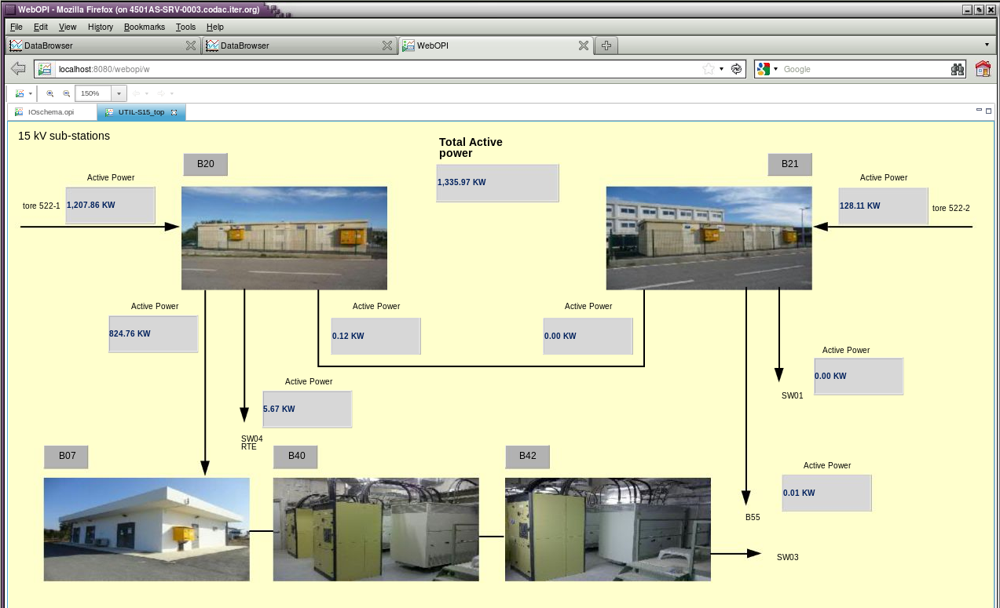 WebOPI - Mozilla Firefox (on 4501AS-SRV-0003.codac.iter.org)
File Edit View History Bookmarks Tools Help
DataBrowser DataBrowser WebOPI
localhost:8080/webopi/w Google
150%
IOschema.opi UTIL-S15_top
15 kV sub-stations
Total Active
power
1,335.97 KW
B20
B21
Active Power
tore 522-1 1,207.86 KW
Active Power
128.11 KW tore 522-2
Active Power
824.76 KW
Active Power
0.12 KW
Active Power
0.00 KW
Active Power
0.00 KW
SW01
Active Power
5.67 KW
SW04
RTE
B07
B40
B42
Active Power
0.01 KW
B55
SW03